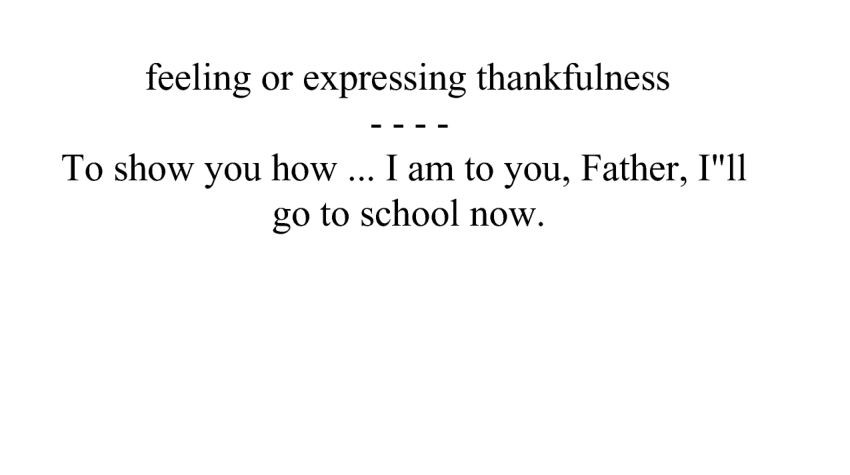 feeling or expressing thankfulness
- - - -
To show you how ... I am to you, Father, I"ll
go to school now.